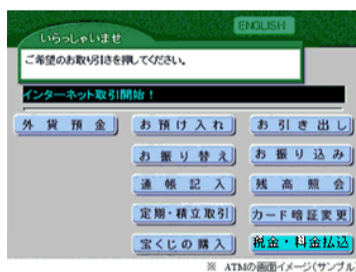 ENGLISH
いらっしゃいませ
ご希望のお取り引きを押してください。
インターネット取引開始！
外貨預金 お預け入れ お引き出し
お振り替え お振り込み
通帳記入 残高照会
定期・積立取引 カード暗証変更
宝くじの購入 税金・料金払込
※ ATMの画面イメージ(サンプル)